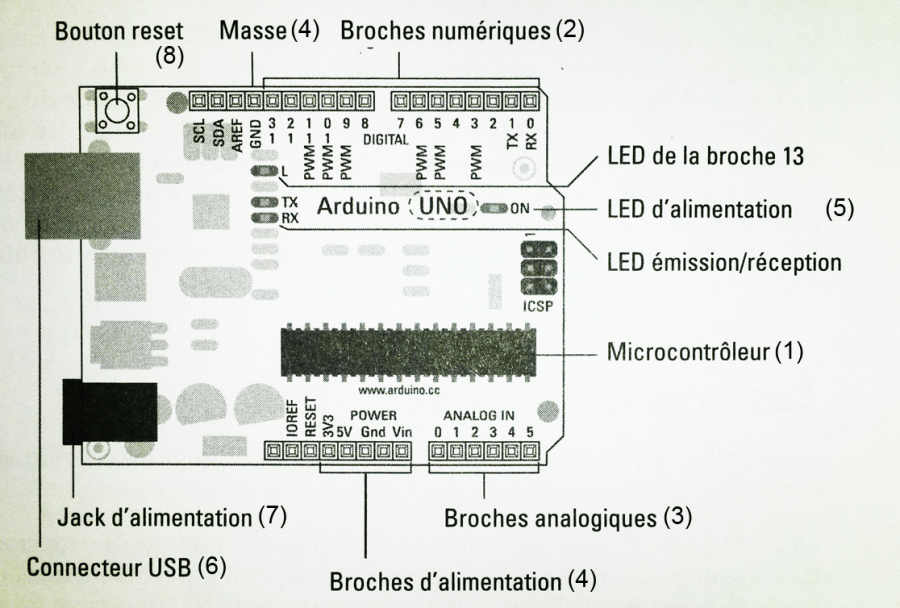 Bouton reset (8)
Masse (4)
Broches numériques (2)
SCL
SDA
AREF
GND
13
12
PWM 11
PWM 10
PWM 9
8
DIGITAL
7
PWM 6
PWM 5
4
PWM 3
2
TX 1
RX 0
L
LED de la broche 13
TX
RX
Arduino UNO
ON
LED d'alimentation (5)
1
LED émission/réception
ICSP
Microcontrôleur (1)
www.arduino.cc
IOREF
RESET
3V3
POWER
5V Gnd Vin
ANALOG IN
0 1 2 3 4 5
Jack d'alimentation (7)
Broches analogiques (3)
Connecteur USB (6)
Broches d'alimentation (4)